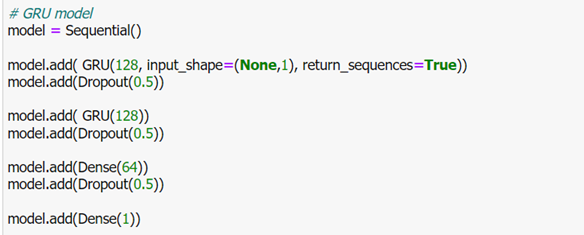 # GRU model
model = Sequential()
model.add( GRU(128, input_shape=(None,1), return_sequences=True))
model.add(Dropout(0.5))
model.add( GRU(128))
model.add(Dropout(0.5))
model.add(Dense(64))
model.add(Dropout(0.5))
model.add(Dense(1))